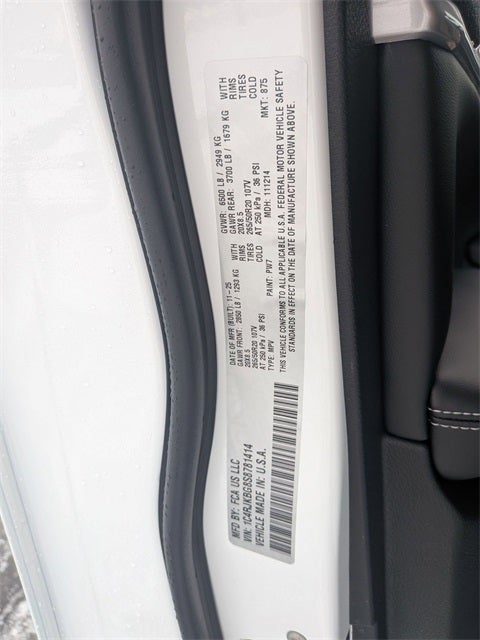 MFD BY: FCA US LLC
VIN: 1C4RJKBG8S8781414
VEHICLE MADE IN: U.S.A.
DATE OF MFR (BUILT): 11-25 GVWR: 6500 LB / 2949 KG
GAWR FRONT: 2850 LB / 1293 KG WITH GAWR REAR: 3700 LB / 1679 KG WITH
20X8.5 RIMS 20X8.5 RIMS
265/50R20 107V TIRES 265/50R20 107V TIRES
AT 250 kPa / 36 PSI COLD AT 250 kPa / 36 PSI COLD
TYPE: MPV PAINT: PW7 MDH: 111214 MKT: 875
THIS VEHICLE CONFORMS TO ALL APPLICABLE U.S.A. FEDERAL MOTOR VEHICLE SAFETY
STANDARDS IN EFFECT ON THE DATE OF MANUFACTURE SHOWN ABOVE.